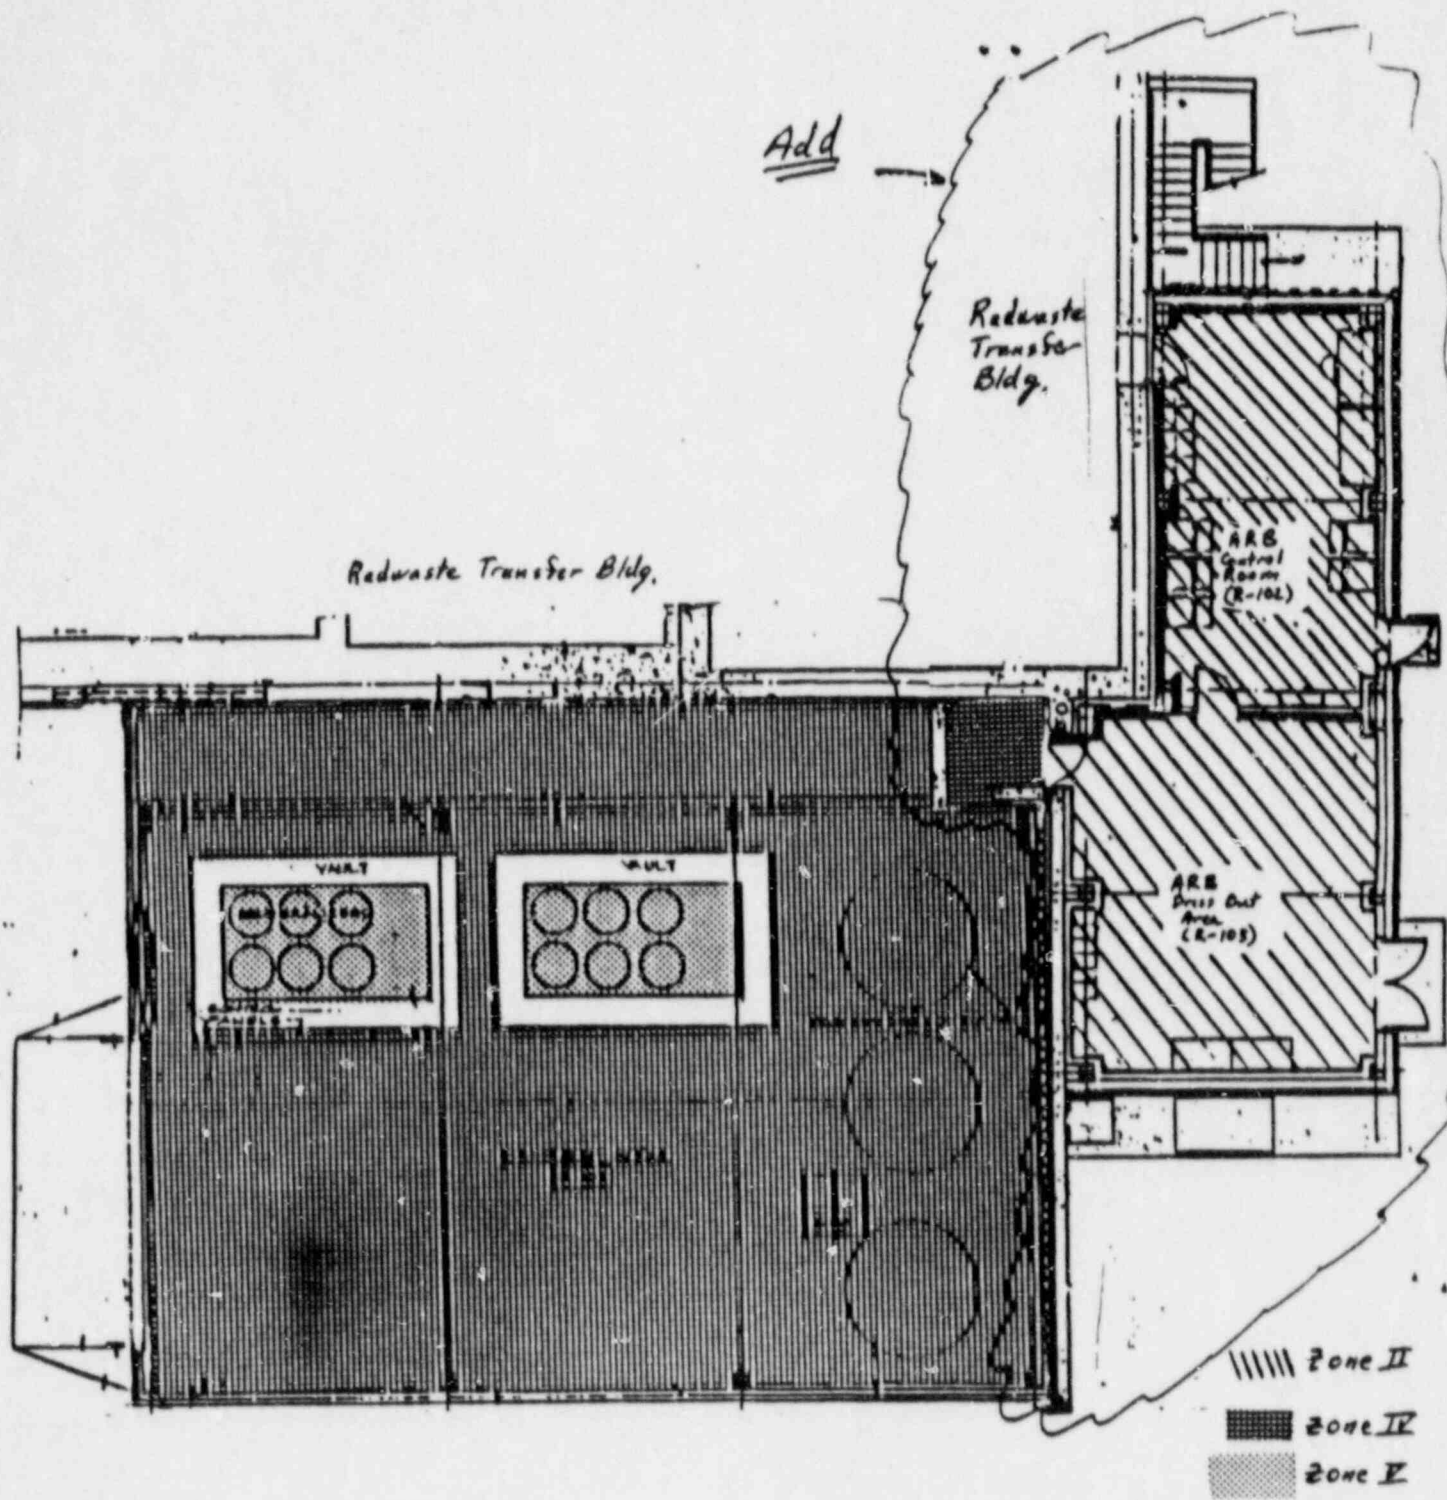 Add
Radwaste
Transfer
Bldg.
Radwaste Transfer Bldg.
ARB
Control
Room
(R-102)
VAULT
VAULT
ARB
Dress Out
Area
(R-103)
Zone II
Zone IV
Zone V